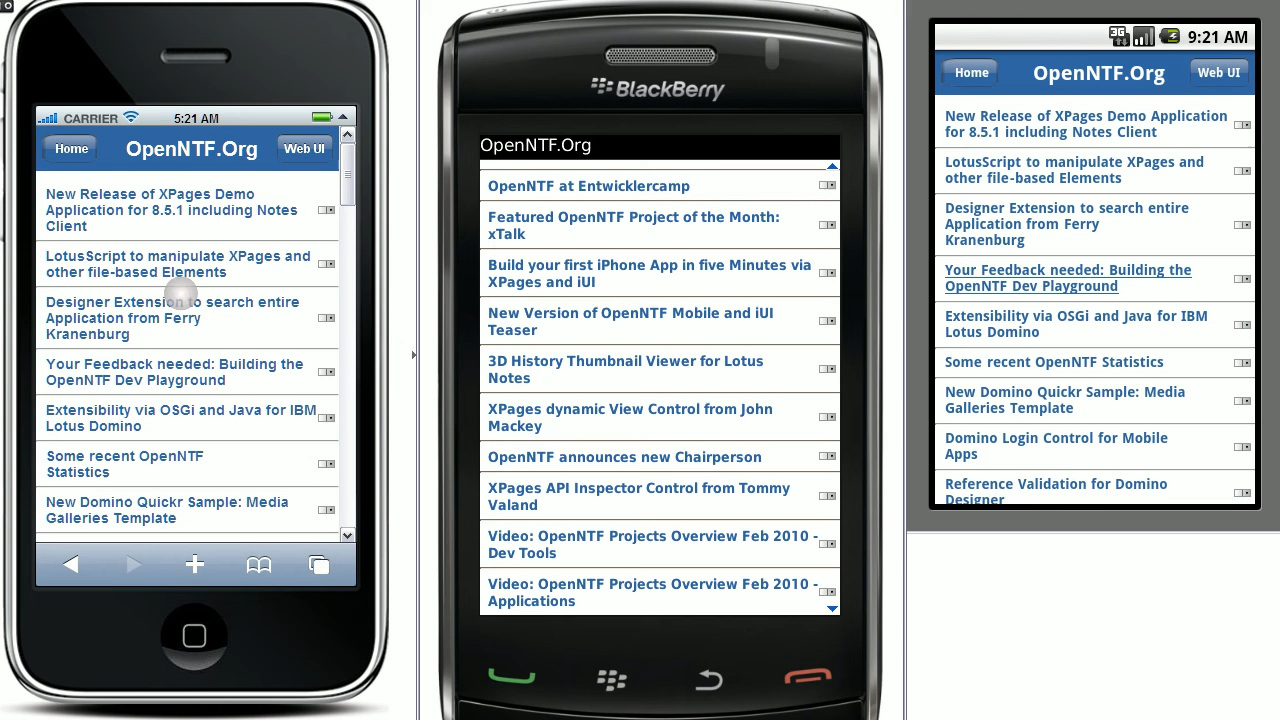 CARRIER 5:21 AM
Home OpenNTF.Org Web UI
New Release of XPages Demo
Application for 8.5.1 including Notes
Client
LotusScript to manipulate XPages and
other file-based Elements
Designer Extension to search entire
Application from Ferry
Kranenburg
Your Feedback needed: Building the
OpenNTF Dev Playground
Extensibility via OSGi and Java for IBM
Lotus Domino
Some recent OpenNTF
Statistics
New Domino Quickr Sample: Media
Galleries Template
BlackBerry
OpenNTF.Org
OpenNTF at Entwicklercamp
Featured OpenNTF Project of the Month:
xTalk
Build your first iPhone App in five Minutes via
XPages and iUI
New Version of OpenNTF Mobile and iUI
Teaser
3D History Thumbnail Viewer for Lotus
Notes
XPages dynamic View Control from John
Mackey
OpenNTF announces new Chairperson
XPages API Inspector Control from Tommy
Valand
Video: OpenNTF Projects Overview Feb 2010 -
Dev Tools
Video: OpenNTF Projects Overview Feb 2010 -
Applications
3G 9:21 AM
Home OpenNTF.Org Web UI
New Release of XPages Demo Application
for 8.5.1 including Notes Client
LotusScript to manipulate XPages and
other file-based Elements
Designer Extension to search entire
Application from Ferry
Kranenburg
Your Feedback needed: Building the
OpenNTF Dev Playground
Extensibility via OSGi and Java for IBM
Lotus Domino
Some recent OpenNTF Statistics
New Domino Quickr Sample: Media
Galleries Template
Domino Login Control for Mobile
Apps
Reference Validation for Domino
Designer